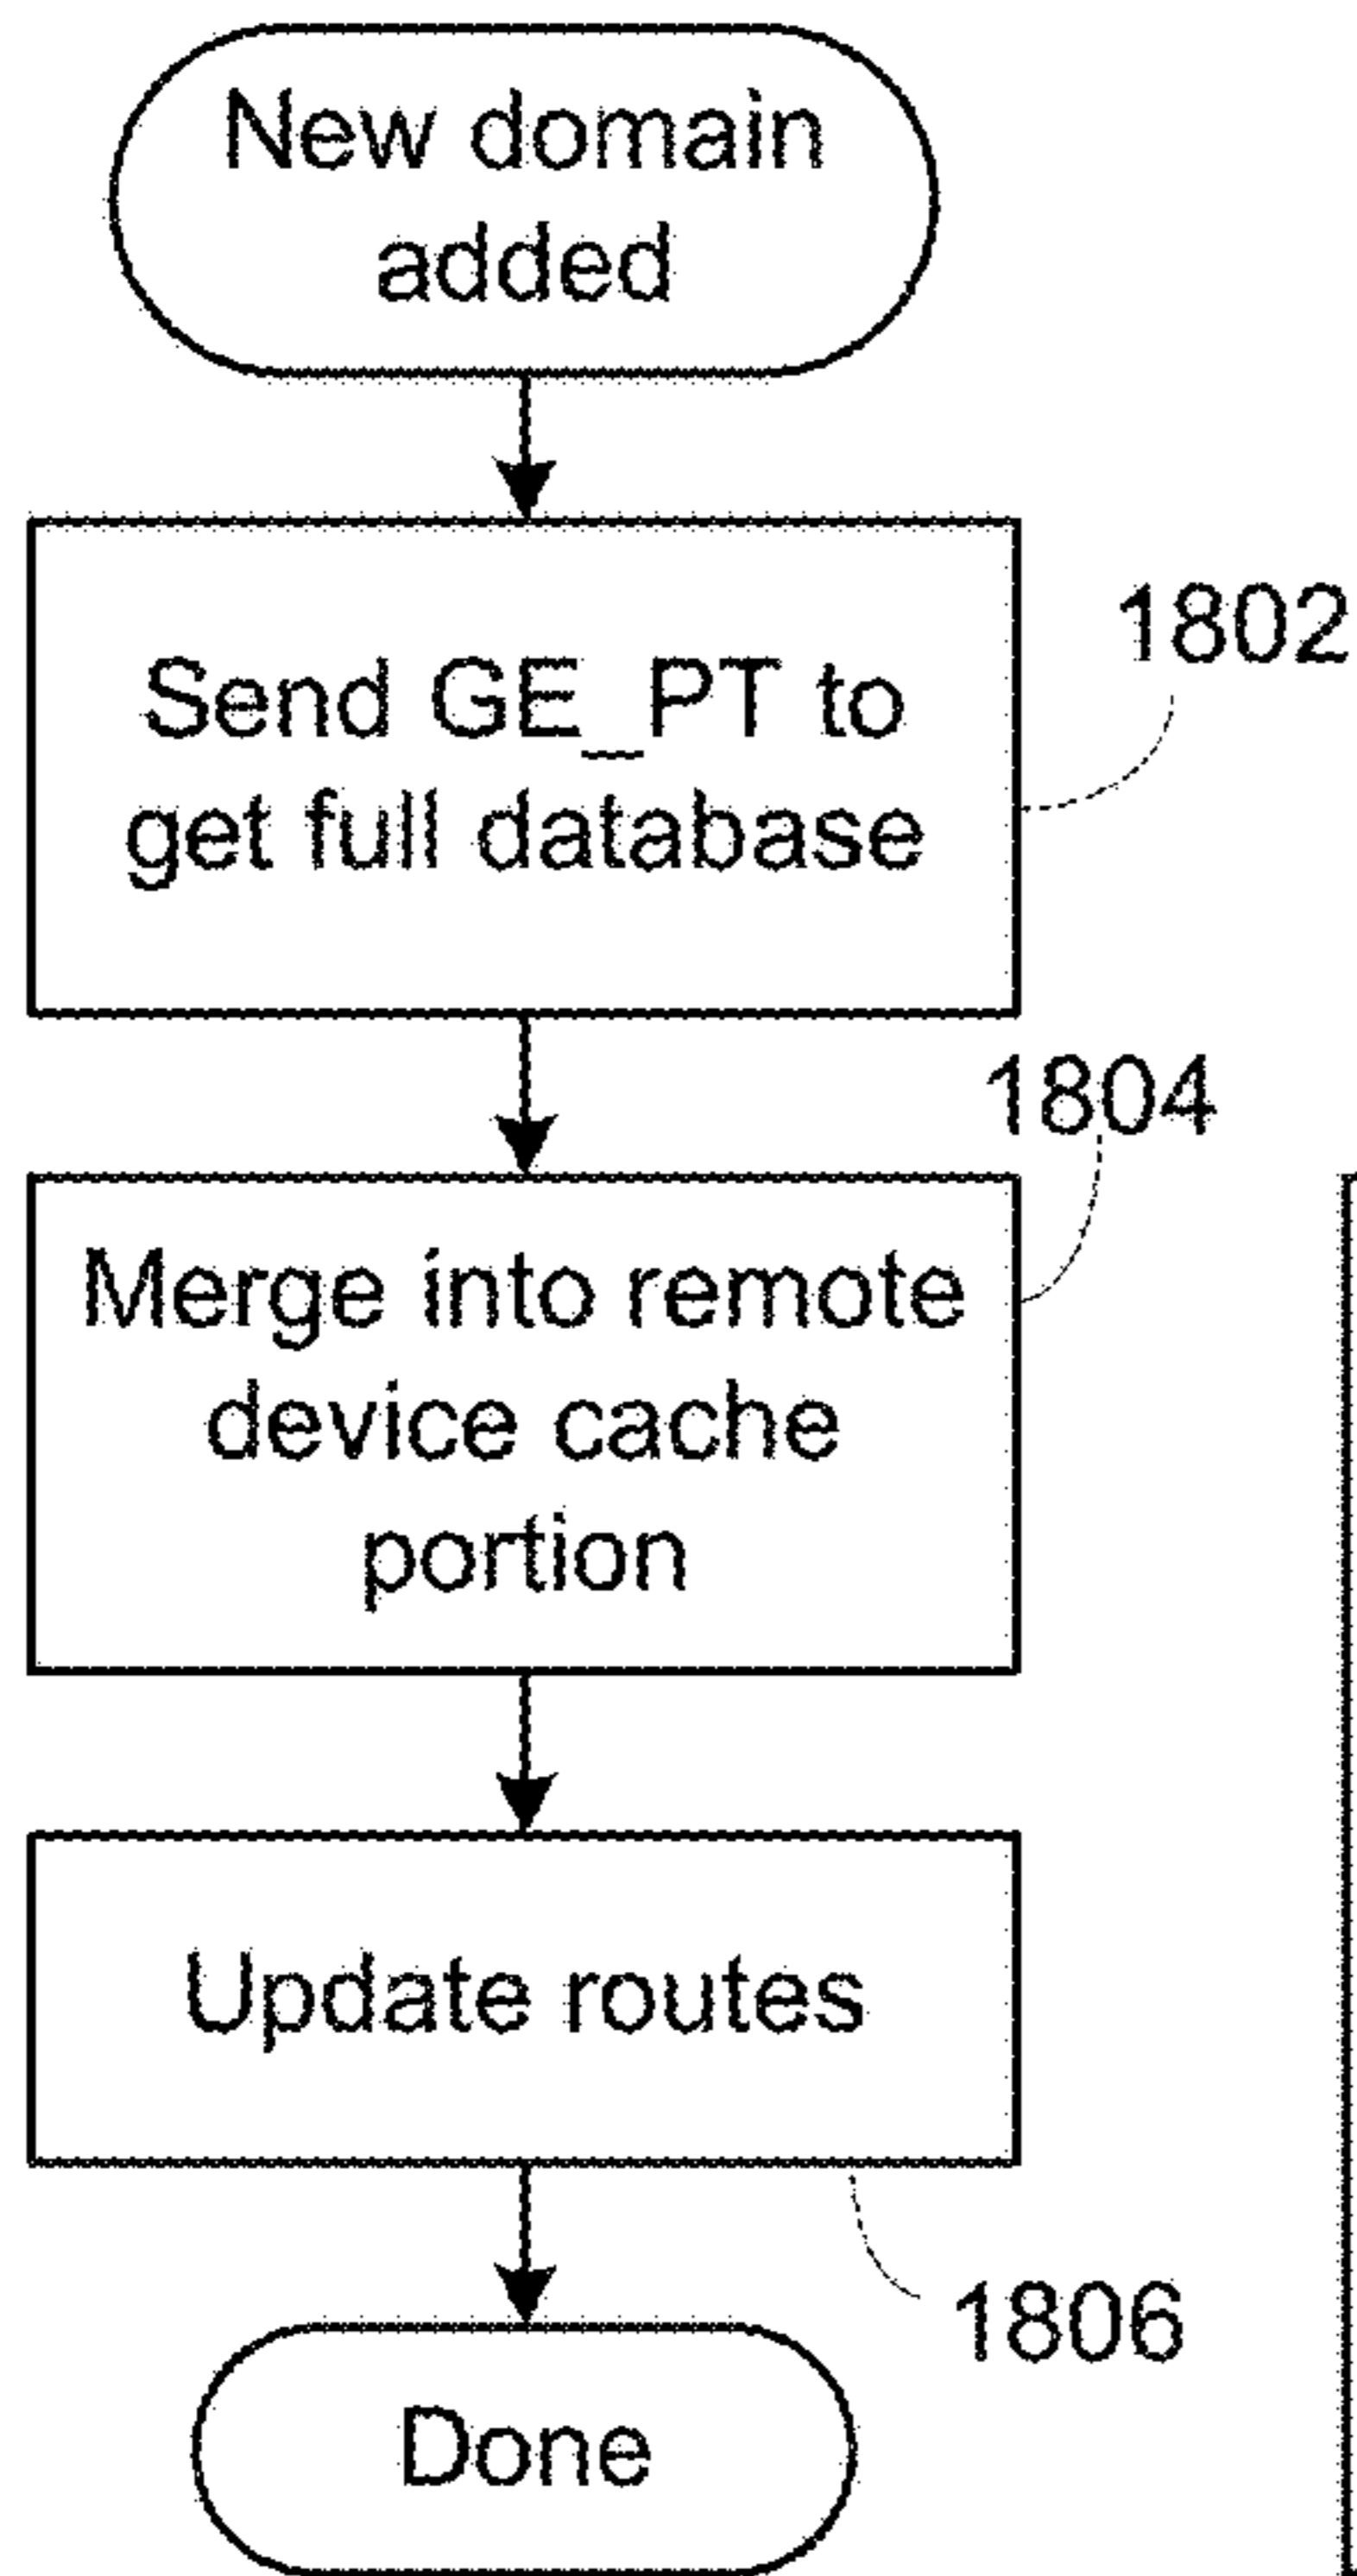 New domain
added
Send GE_PT to
get full database
1802
1804
Merge into remote
device cache
portion
Update routes
1806
Done